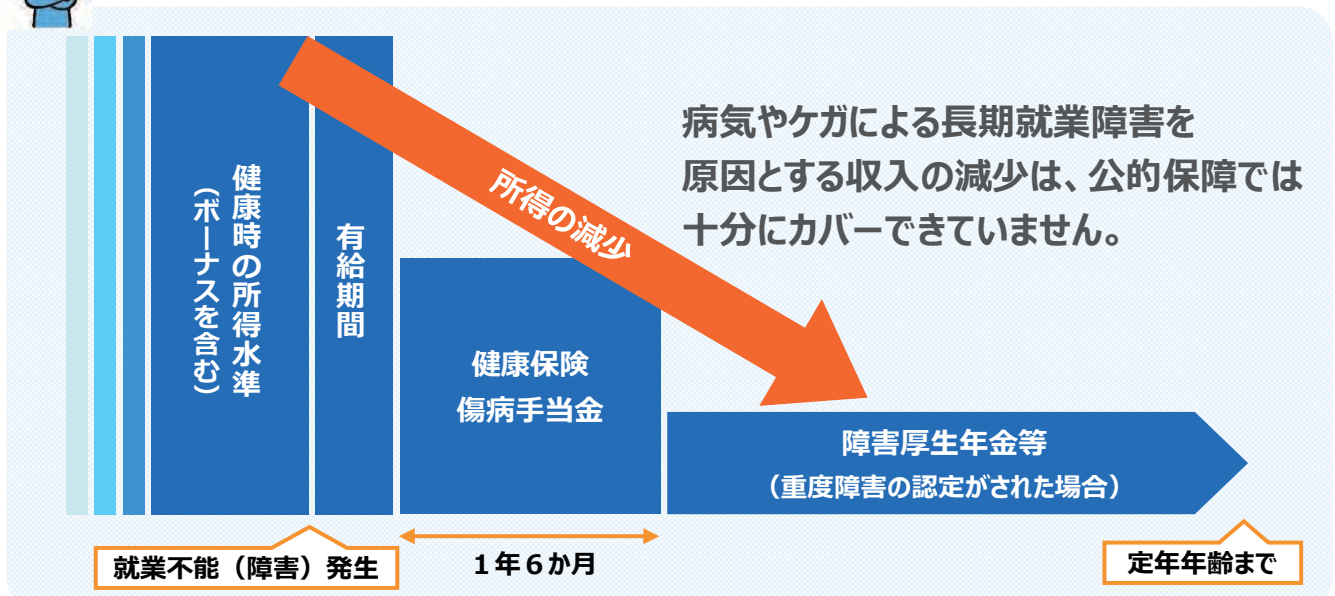 病気やケガによる長期就業障害を
原因とする収入の減少は、公的保障では
十分にカバーできていません。
所得の減少
健康時の所得水準
(ボーナスを含む)
有給期間
健康保険
傷病手当金
障害厚生年金等
(重度障害の認定がされた場合)
就業不能(障害)発生
1年6か月
定年年齢まで